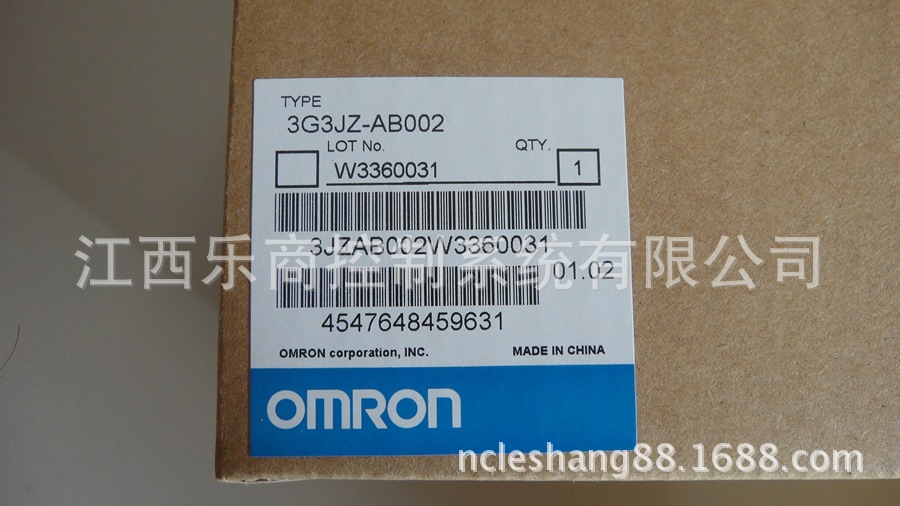 TYPE
3G3JZ-AB002
LOT No. QTY.
W3360031 1
3JZAB002W3360031
江西乐商控制系统有限公司
01.02
4547648459631
OMRON corporation, INC. MADE IN CHINA
OMRON
ncleshang88.1688.com